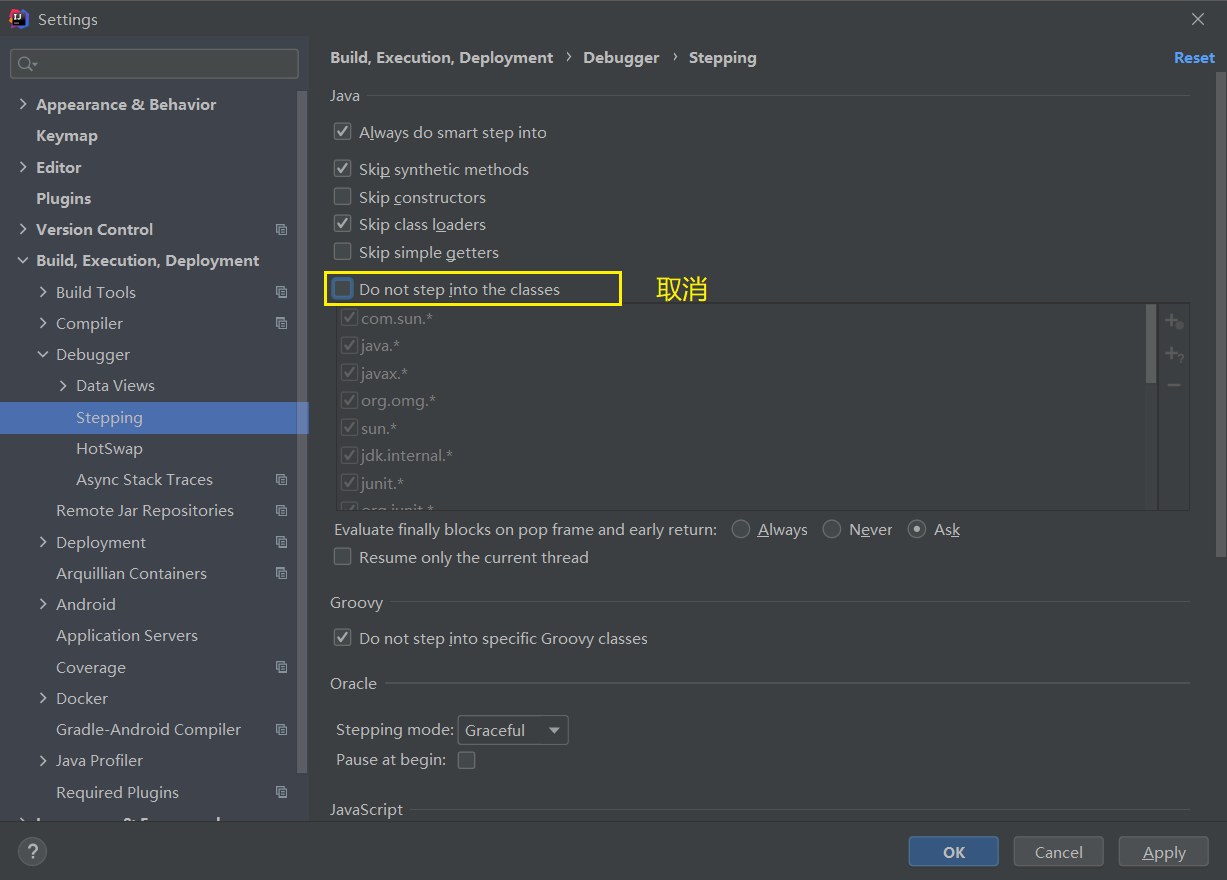 Settings
Appearance & Behavior
Keymap
Editor
Plugins
Version Control
Build, Execution, Deployment
Build Tools
Compiler
Debugger
Data Views
Stepping
HotSwap
Async Stack Traces
Remote Jar Repositories
Deployment
Arquillian Containers
Android
Application Servers
Coverage
Docker
Gradle-Android Compiler
Java Profiler
Required Plugins
Build, Execution, Deployment › Debugger › Stepping Reset
Java
Always do smart step into
Skip synthetic methods
Skip constructors
Skip class loaders
Skip simple getters
Do not step into the classes 取消
com.sun.*
java.*
javax.*
org.omg.*
sun.*
jdk.internal.*
junit.*
org.junit.*
Evaluate finally blocks on pop frame and early return: Always Never Ask
Resume only the current thread
Groovy
Do not step into specific Groovy classes
Oracle
Stepping mode: Graceful
Pause at begin:
JavaScript
? OK Cancel Apply